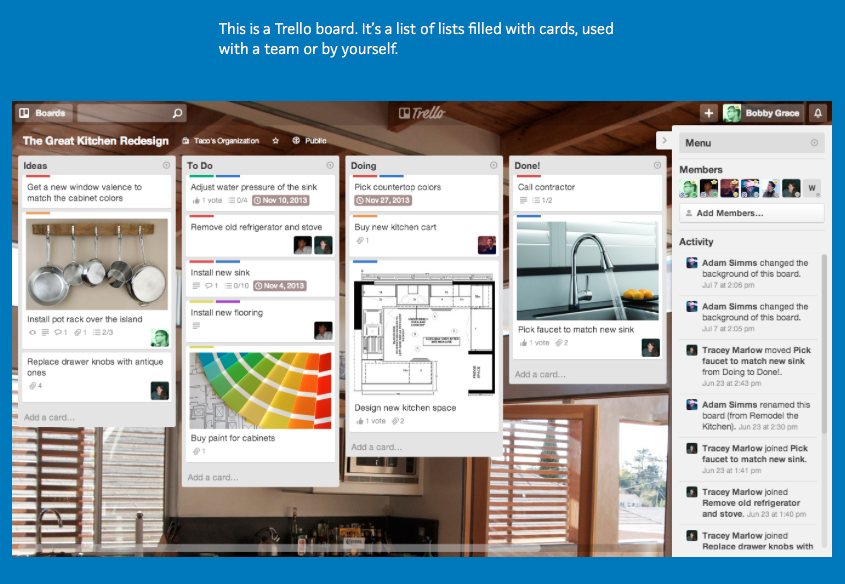 This is a Trello board. It's a list of lists filled with cards, used
with a team or by yourself.
Boards
Trello
Bobby Grace
The Great Kitchen Redesign
Taco's Organization
Public
Ideas
Get a new window valence to
match the cabinet colors
Install pot rack over the island
1
1
2/3
Replace drawer knobs with antique
ones
4
Add a card...
To Do
Adjust water pressure of the sink
1 vote
0/4
Nov 10, 2013
Remove old refrigerator and stove
Install new sink
1
0/10
Nov 4, 2013
Install new flooring
Buy paint for cabinets
1
Add a card...
Doing
Pick countertop colors
Nov 27, 2013
Buy new kitchen cart
1
Design new kitchen space
1 vote
2
Add a card...
Done!
Call contractor
1/2
Pick faucet to match new sink
1 vote
2
Add a card...
Menu
Members
W
Add Members...
Activity
Adam Simms changed the
background of this board.
Jul 7 at 2:06 pm
Adam Simms changed the
background of this board.
Jul 7 at 2:05 pm
Tracey Marlow moved Pick
faucet to match new sink
from Doing to Done!.
Jun 23 at 2:43 pm
Adam Simms renamed this
board (from Remodel the
Kitchen). Jun 23 at 2:30 pm
Tracey Marlow joined Pick
faucet to match new sink.
Jun 23 at 1:41 pm
Tracey Marlow joined
Remove old refrigerator
and stove. Jun 23 at 1:40 pm
Tracey Marlow joined
Replace drawer knobs with